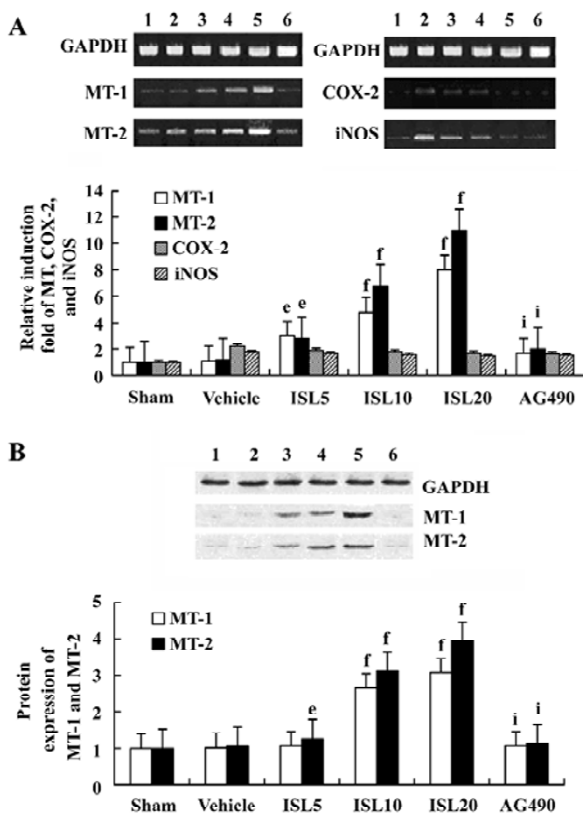 A
1 2 3 4 5 6
GAPDH
MT-1
MT-2
1 2 3 4 5 6
GAPDH
COX-2
iNOS
Relative induction
fold of MT, COX-2,
and iNOS
14
12
10
8
6
4
2
0
MT-1
MT-2
COX-2
iNOS
e e f f f f i i
Sham Vehicle ISL5 ISL10 ISL20 AG490
B
1 2 3 4 5 6
GAPDH
MT-1
MT-2
Protein
expression of
MT-1 and MT-2
5
4
3
2
1
0
MT-1
MT-2
e f f f f i i
Sham Vehicle ISL5 ISL10 ISL20 AG490